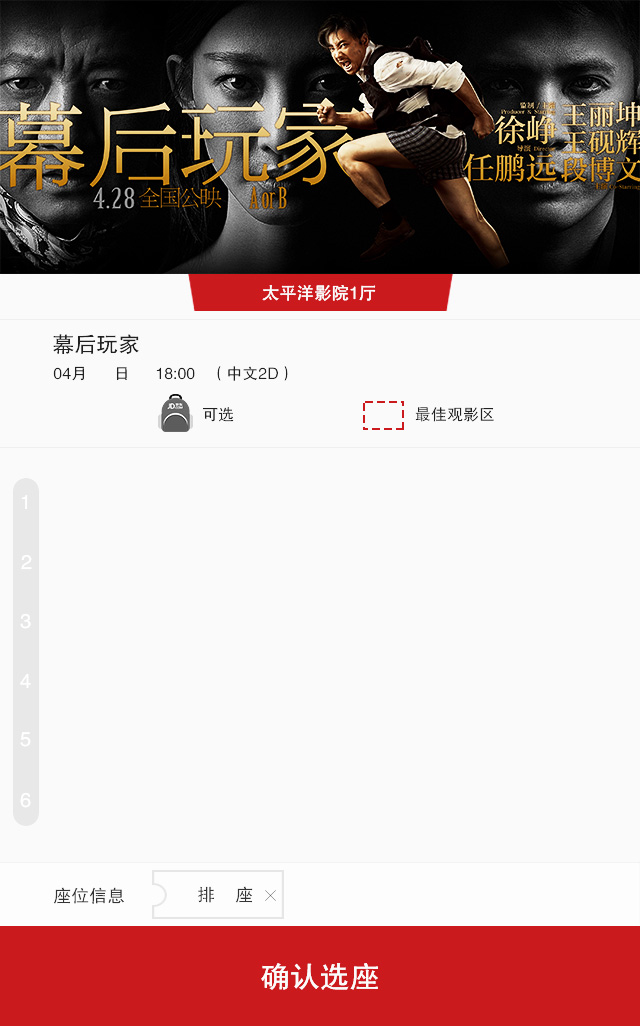 幕后玩家
4.28 全国公映 A or B
监制 / 主演
Producer & Starring
徐峥
导演 Director
任鹏远
王丽坤
王砚辉
段博文
主演 Co-Starring
太平洋影院1厅
幕后玩家
04月 日 18:00 （中文2D）
可选 最佳观影区
1
2
3
4
5
6
座位信息 排 座 ×
确认选座